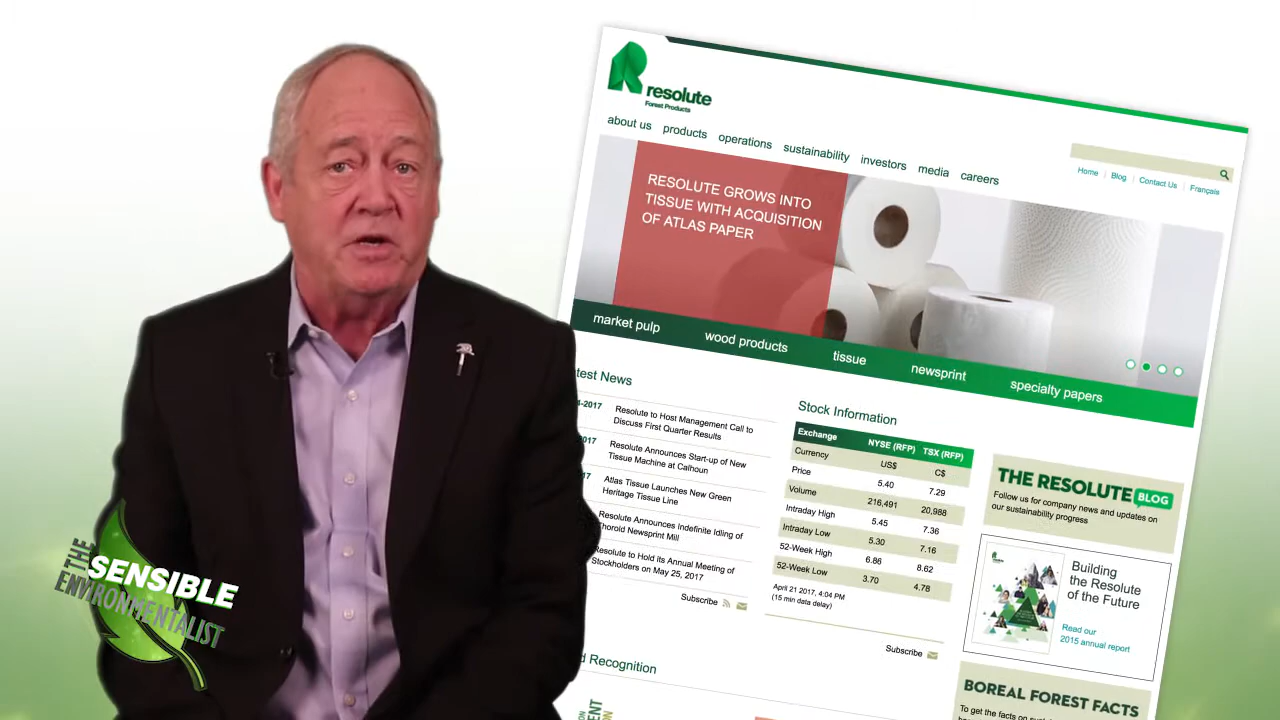 THE
SENSIBLE
ENVIRONMENTALIST
resolute
Forest Products
about us products operations sustainability investors media careers
Home Blog Contact Us Français
RESOLUTE GROWS INTO
TISSUE WITH ACQUISITION
OF ATLAS PAPER
market pulp wood products tissue newsprint specialty papers
test News
-2017
Resolute to Host Management Call to
Discuss First Quarter Results
2017
Resolute Announces Start-up of New
Tissue Machine at Calhoun
2017
Atlas Tissue Launches New Green
Heritage Tissue Line
Resolute Announces Indefinite Idling of
Thorold Newsprint Mill
Resolute to Hold its Annual Meeting of
Stockholders on May 25, 2017
Subscribe
Stock Information
Exchange NYSE (RFP) TSX (RFP)
Currency US$ C$
Price 5.40 7.29
Volume 216,491 20,988
Intraday High 5.45 7.36
Intraday Low 5.30 7.16
52-Week High 6.86 8.62
52-Week Low 3.70 4.78
April 21 2017, 4:04 PM
(15 min data delay)
Subscribe
THE RESOLUTE BLOG
Follow us for company news and updates on
our sustainability progress
Building
the Resolute
of the Future
Read our
2015 annual report
BOREAL FOREST FACTS
To get the facts on
d Recognition